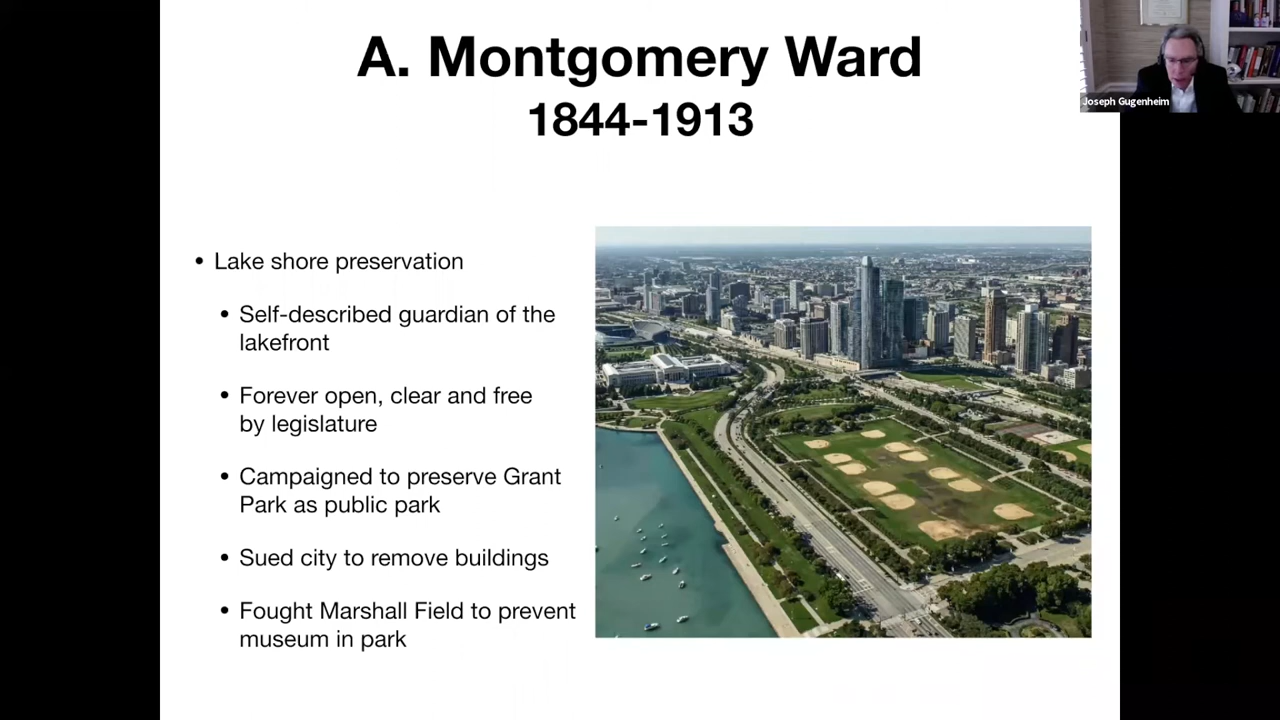 A. Montgomery Ward
1844-1913
Joseph Gugenheim
• Lake shore preservation
• Self-described guardian of the
lakefront
• Forever open, clear and free
by legislature
• Campaigned to preserve Grant
Park as public park
• Sued city to remove buildings
• Fought Marshall Field to prevent
museum in park